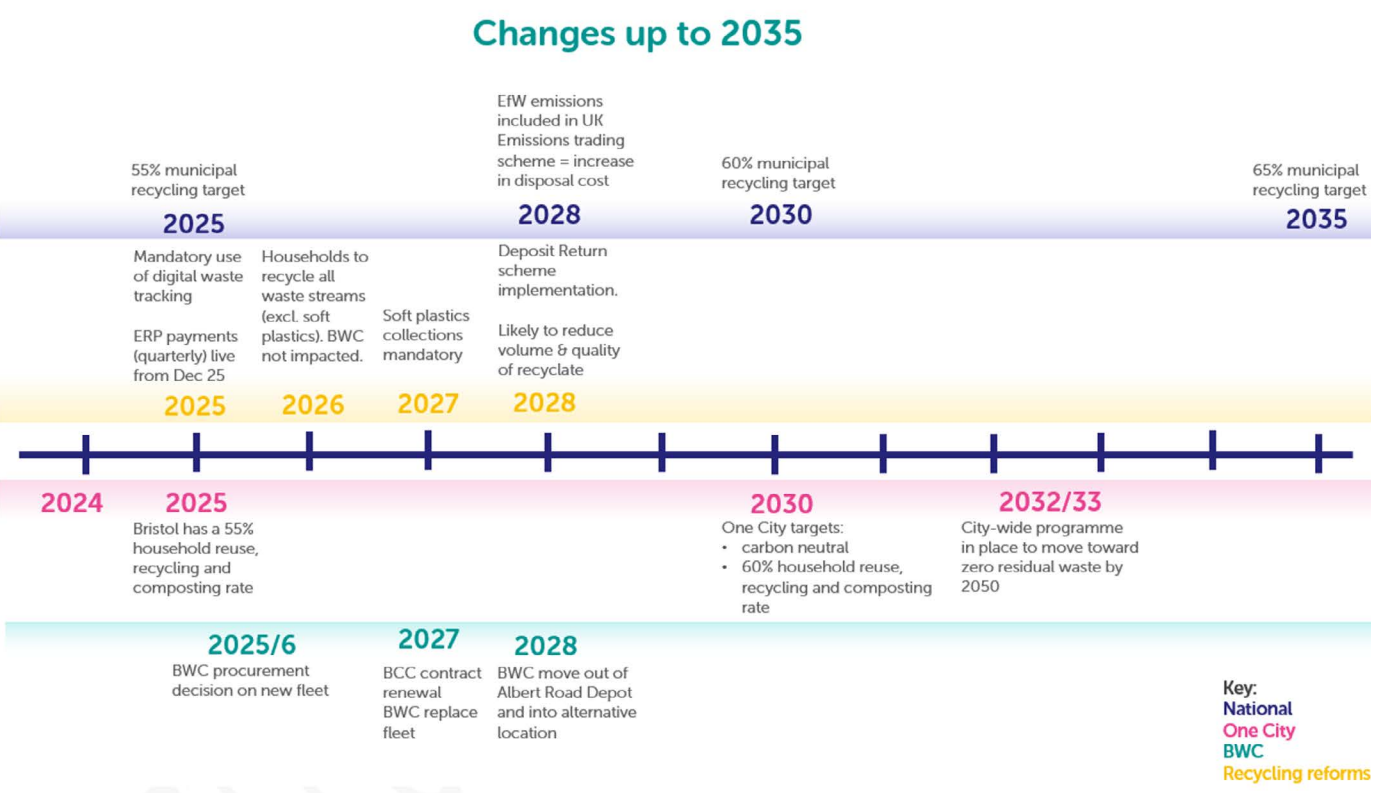 Changes up to 2035
EfW emissions
included in UK
Emissions trading
scheme = increase
in disposal cost
55% municipal
recycling target
60% municipal
recycling target
65% municipal
recycling target
2025
2028
2030
2035
Mandatory use
of digital waste
tracking
ERP payments
(quarterly) live
from Dec 25
Households to
recycle all
waste streams
(excl. soft
plastics). BWC
not impacted.
Soft plastics
collections
mandatory
Deposit Return
scheme
implementation.
Likely to reduce
volume & quality
of recyclate
2025
2026
2027
2028
2024
2025
Bristol has a 55%
household reuse,
recycling and
composting rate
2030
One City targets:
• carbon neutral
• 60% household reuse,
recycling and composting
rate
2032/33
City-wide programme
in place to move toward
zero residual waste by
2050
2025/6
BWC procurement
decision on new fleet
2027
BCC contract
renewal
BWC replace
fleet
2028
BWC move out of
Albert Road Depot
and into alternative
location
Key:
National
One City
BWC
Recycling reforms